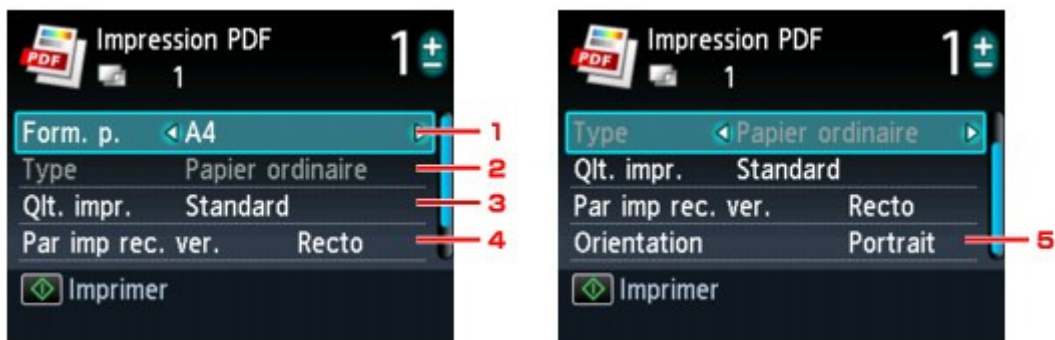 PDF
Impression PDF
1
1
Form. p. A4
1
Type Papier ordinaire
2
Qlt. impr. Standard
3
Par imp rec. ver. Recto
4
Imprimer
PDF
Impression PDF
1
1
Type Papier ordinaire
Qlt. impr. Standard
Par imp rec. ver. Recto
Orientation Portrait
5
Imprimer